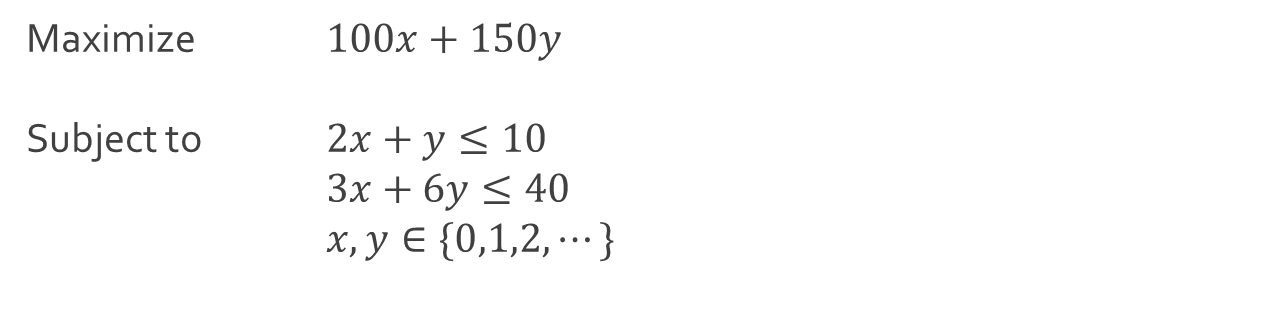 Maximize 100x + 150y
Subject to 2x + y ≤ 10
3x + 6y ≤ 40
x, y ∈ {0,1,2, ⋯ }